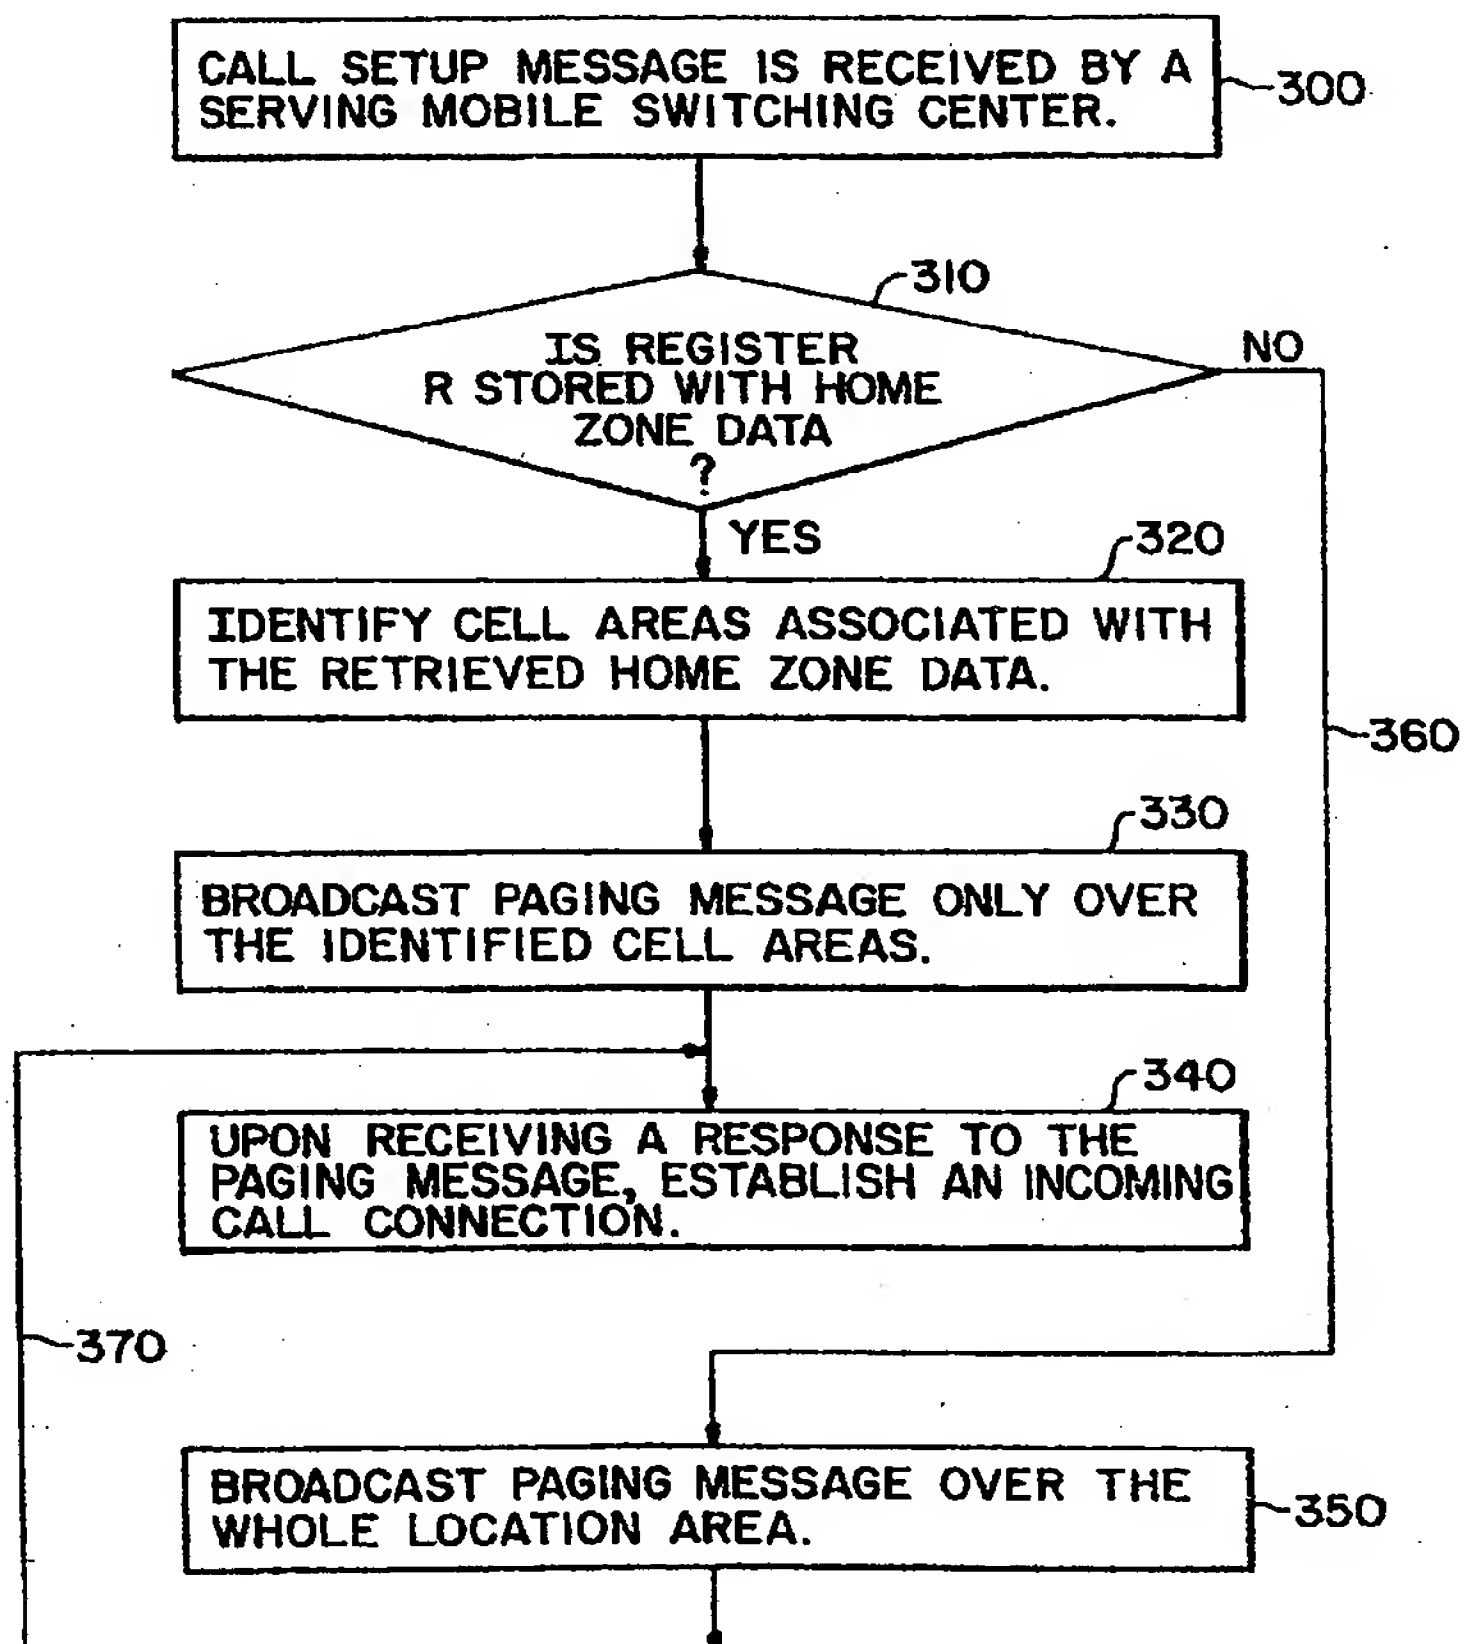 CALL SETUP MESSAGE IS RECEIVED BY A
SERVING MOBILE SWITCHING CENTER.
300
310
IS REGISTER
R STORED WITH HOME
ZONE DATA
?
NO
YES
320
IDENTIFY CELL AREAS ASSOCIATED WITH
THE RETRIEVED HOME ZONE DATA.
360
330
BROADCAST PAGING MESSAGE ONLY OVER
THE IDENTIFIED CELL AREAS.
340
UPON RECEIVING A RESPONSE TO THE
PAGING MESSAGE, ESTABLISH AN INCOMING
CALL CONNECTION.
370
BROADCAST PAGING MESSAGE OVER THE
WHOLE LOCATION AREA.
350